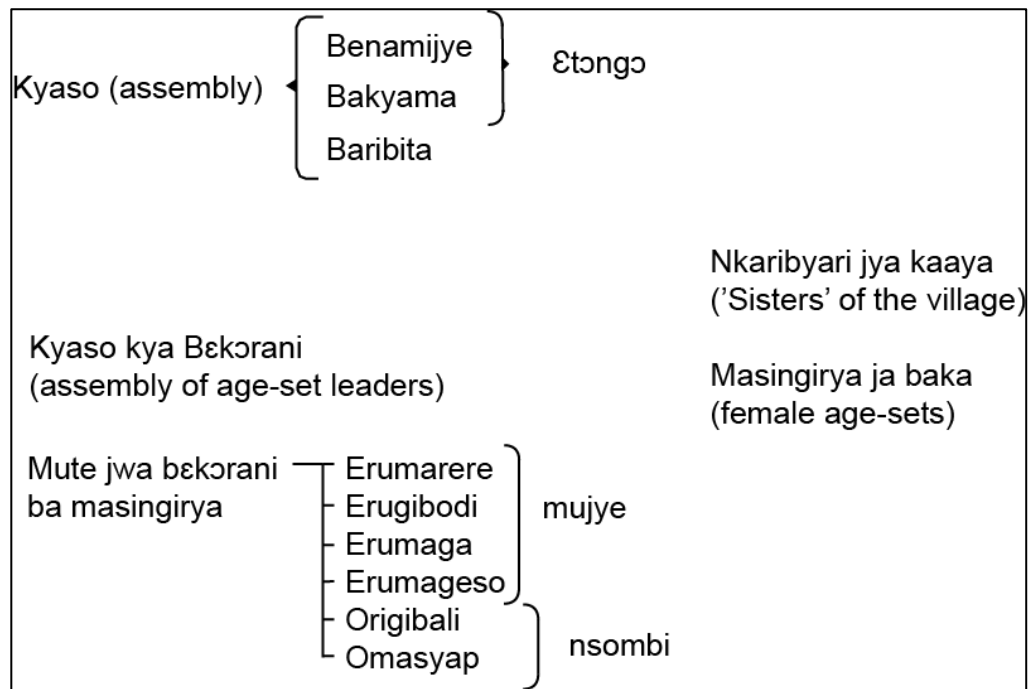 Kyaso (assembly)
Benamijye
Bakyama
Baribita
Ɛtɔngɔ
Nkaribyari jya kaaya
('Sisters' of the village)
Kyaso kya Bɛkɔrani
(assembly of age-set leaders)
Masingirya ja baka
(female age-sets)
Mute jwa bɛkɔrani
ba masingirya
Erumarere
Erugibodi
Erumaga
Erumageso
Origibali
Omasyap
mujye
nsombi